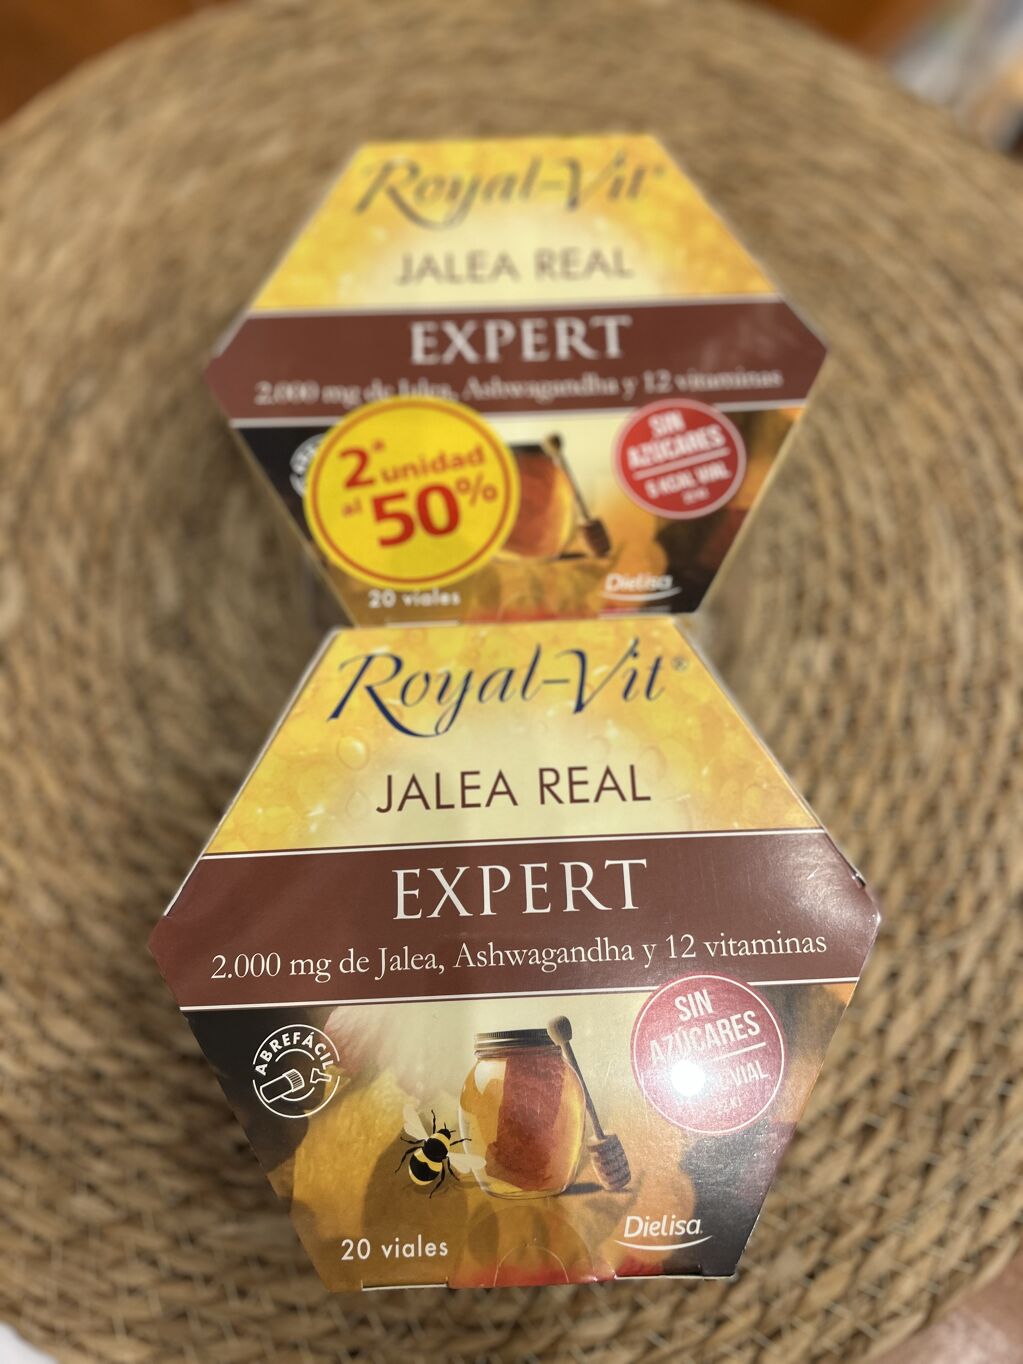 Royal-Vit®
JALEA REAL
EXPERT
2.000 mg de Jalea, Ashwagandha y 12 vitaminas
2ª unidad
al 50%
SIN
AZÚCARES
VIAL
20 viales
Dielisa
Royal-Vit®
JALEA REAL
EXPERT
2.000 mg de Jalea, Ashwagandha y 12 vitaminas
ABREFÁCIL
SIN
AZÚCARES
VIAL
20 viales
Dielisa